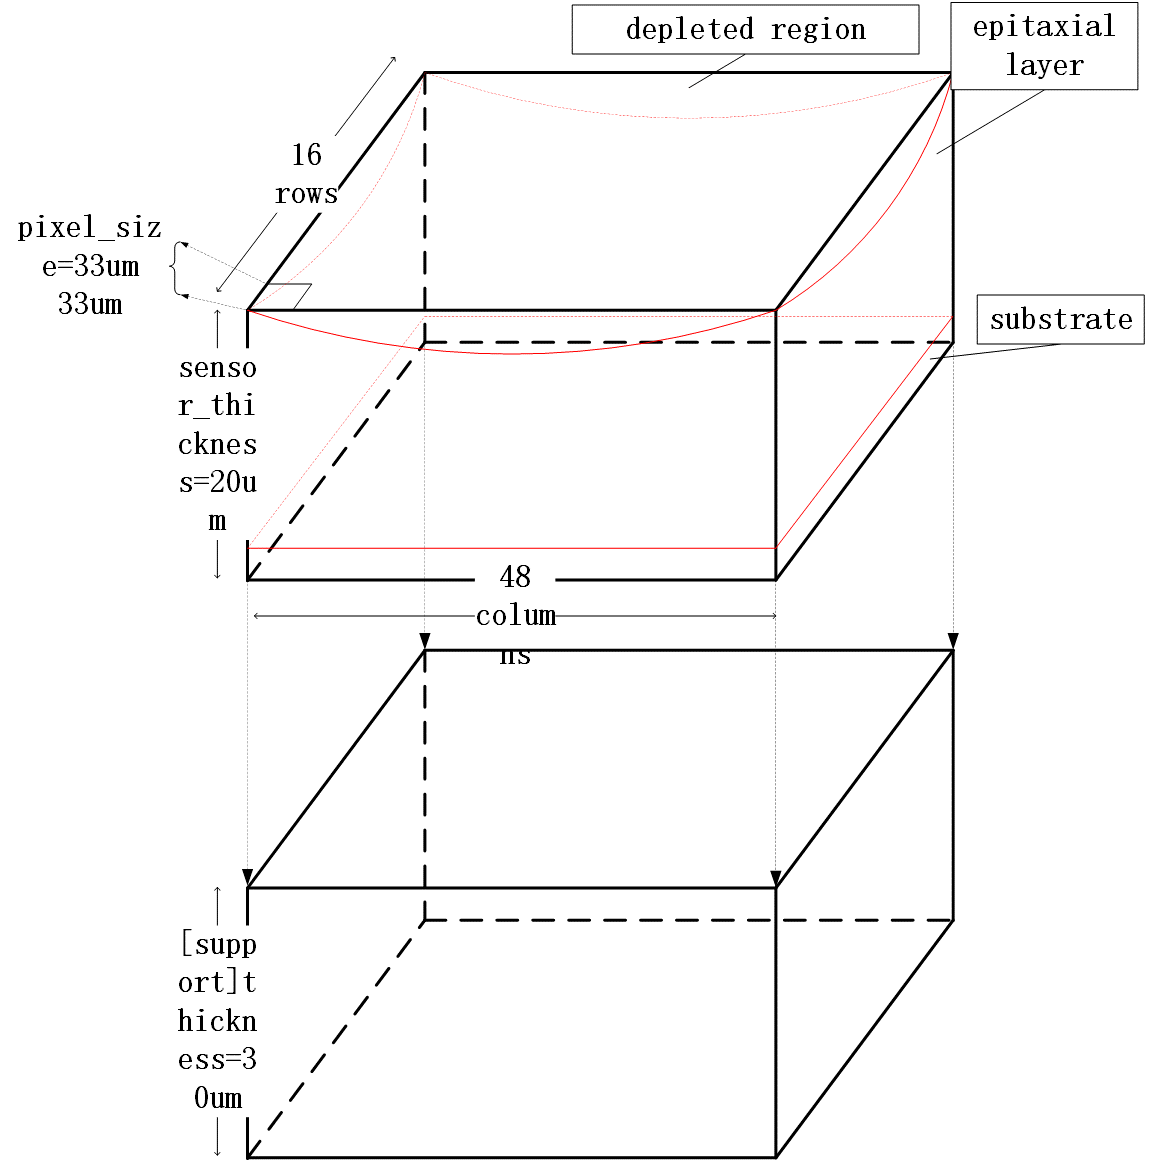 depleted region
epitaxial
layer
16
rows
pixel_siz
e=33um
33um
substrate
senso
r_thi
cknes
s=20u
m
48
colum
ns
[supp
ort]t
hickn
ess=3
0um